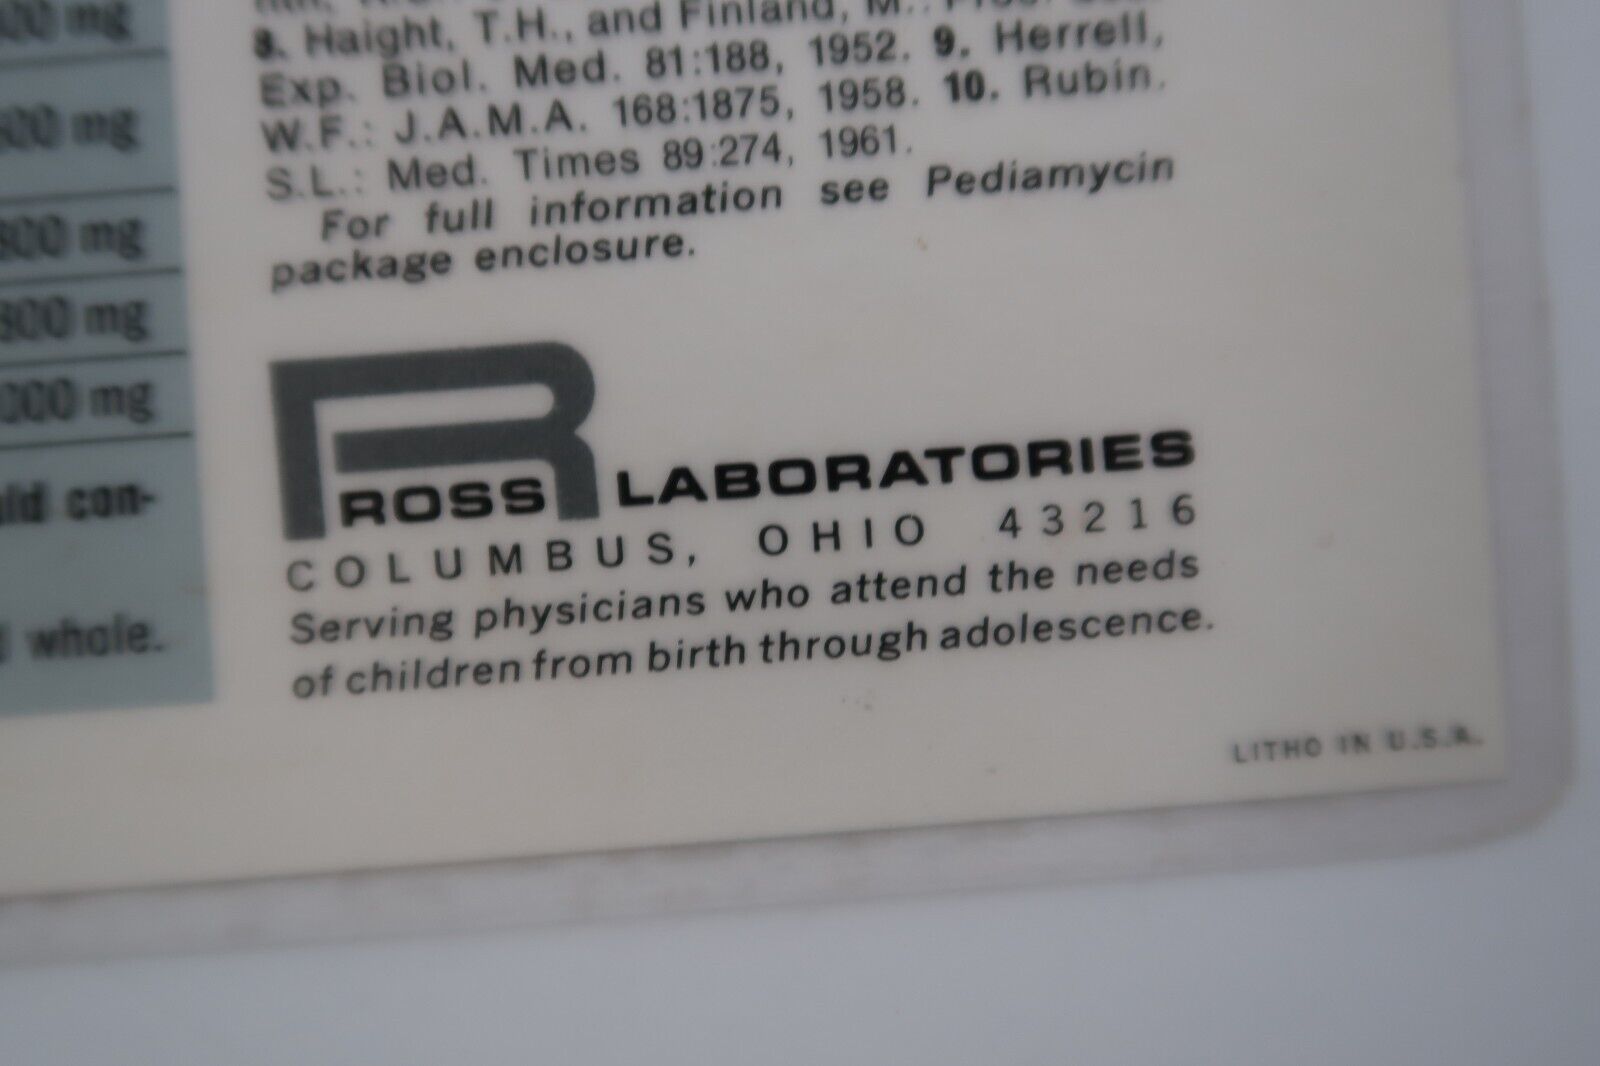 8. Haight, T.H., and Finland, M.:
Exp. Biol. Med. 81:188, 1952. 9. Herrell,
W.F.: J.A.M.A. 168:1875, 1958. 10. Rubin,
S.L.: Med. Times 89:274, 1961.
For full information see Pediamycin
package enclosure.
ROSS LABORATORIES
COLUMBUS, OHIO 43216
Serving physicians who attend the needs
of children from birth through adolescence.
LITHO IN U.S.A.
mg
mg
mg
mg
mg
con-
whole.